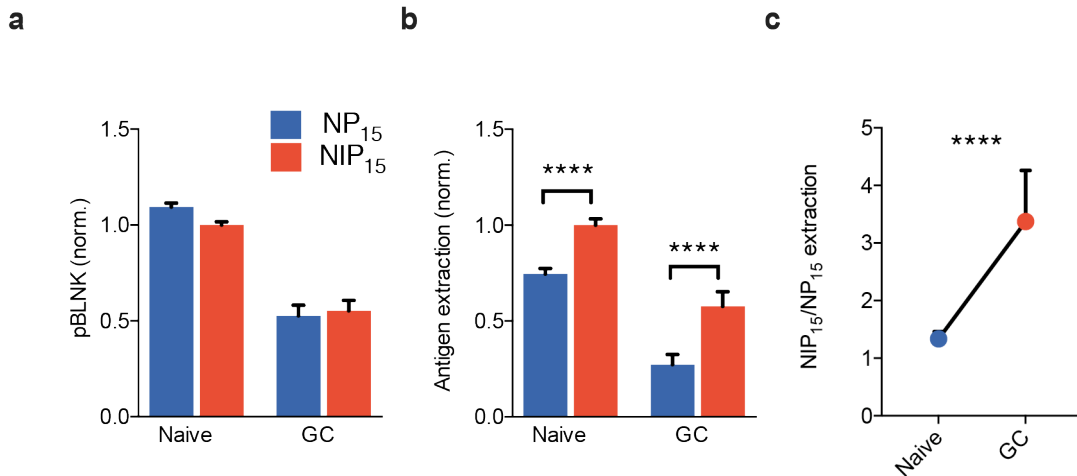 a
b
c
NP₁₅
NIP₁₅
pBLNK (norm.)
1.5
1.0
0.5
0.0
Naive
GC
Antigen extraction (norm.)
1.5
1.0
0.5
0.0
****
****
Naive
GC
NIP₁₅/NP₁₅ extraction
5
4
3
2
1
0
****
Naive
GC